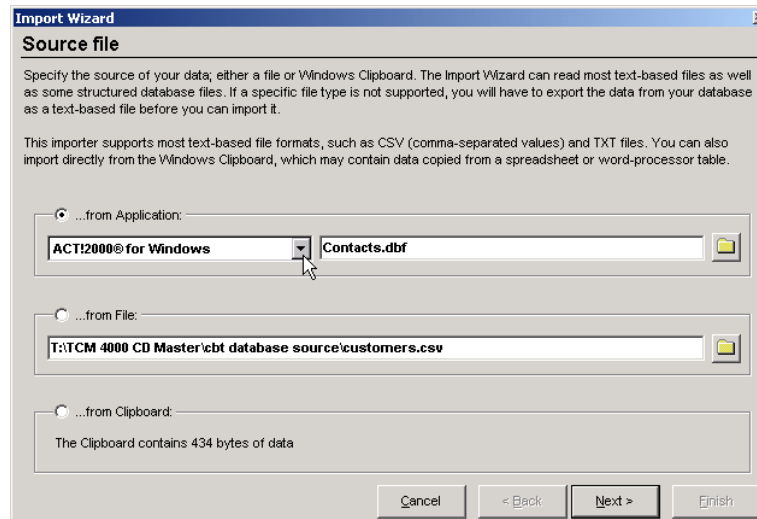 Import Wizard
Source file
Specify the source of your data; either a file or Windows Clipboard. The Import Wizard can read most text-based files as well
as some structured database files. If a specific file type is not supported, you will have to export the data from your database
as a text-based file before you can import it.
This importer supports most text-based file formats, such as CSV (comma-separated values) and TXT files. You can also
import directly from the Windows Clipboard, which may contain data copied from a spreadsheet or word-processor table.
...from Application:
ACT!2000® for Windows Contacts.dbf
...from File:
T:\TCM 4000 CD Master\cbt database source\customers.csv
...from Clipboard:
The Clipboard contains 434 bytes of data
Cancel < Back Next > Finish